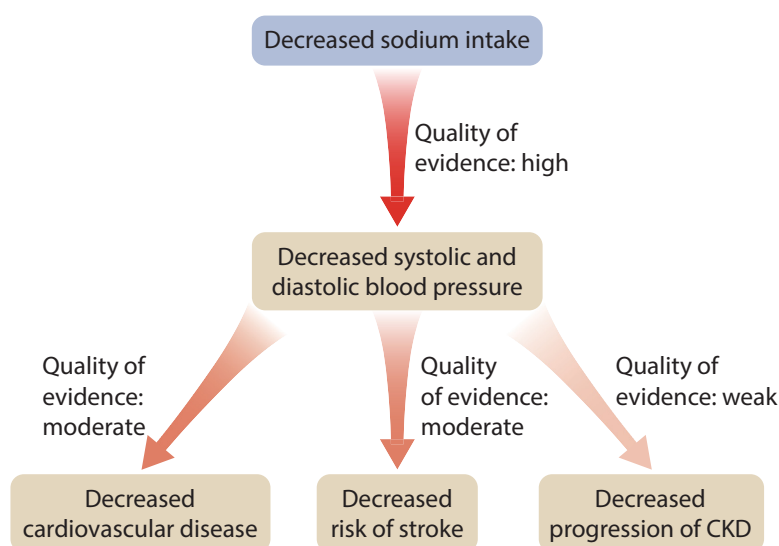 Decreased sodium intake
Quality of
evidence: high
Decreased systolic and
diastolic blood pressure
Quality of
evidence:
moderate
Quality
of evidence:
moderate
Quality of
evidence: weak
Decreased
cardiovascular disease
Decreased
risk of stroke
Decreased
progression of CKD